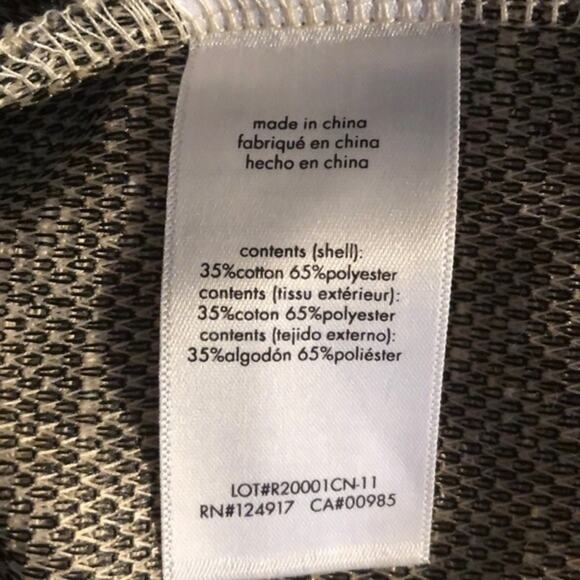 made in china
fabriqué en china
hecho en china
contents (shell):
35%cotton 65%polyester
contents (tissu extérieur):
35%coton 65%polyester
contents (tejido externo):
35%algodón 65%poliéster
LOT#R20001CN-11
RN#124917 CA#00985